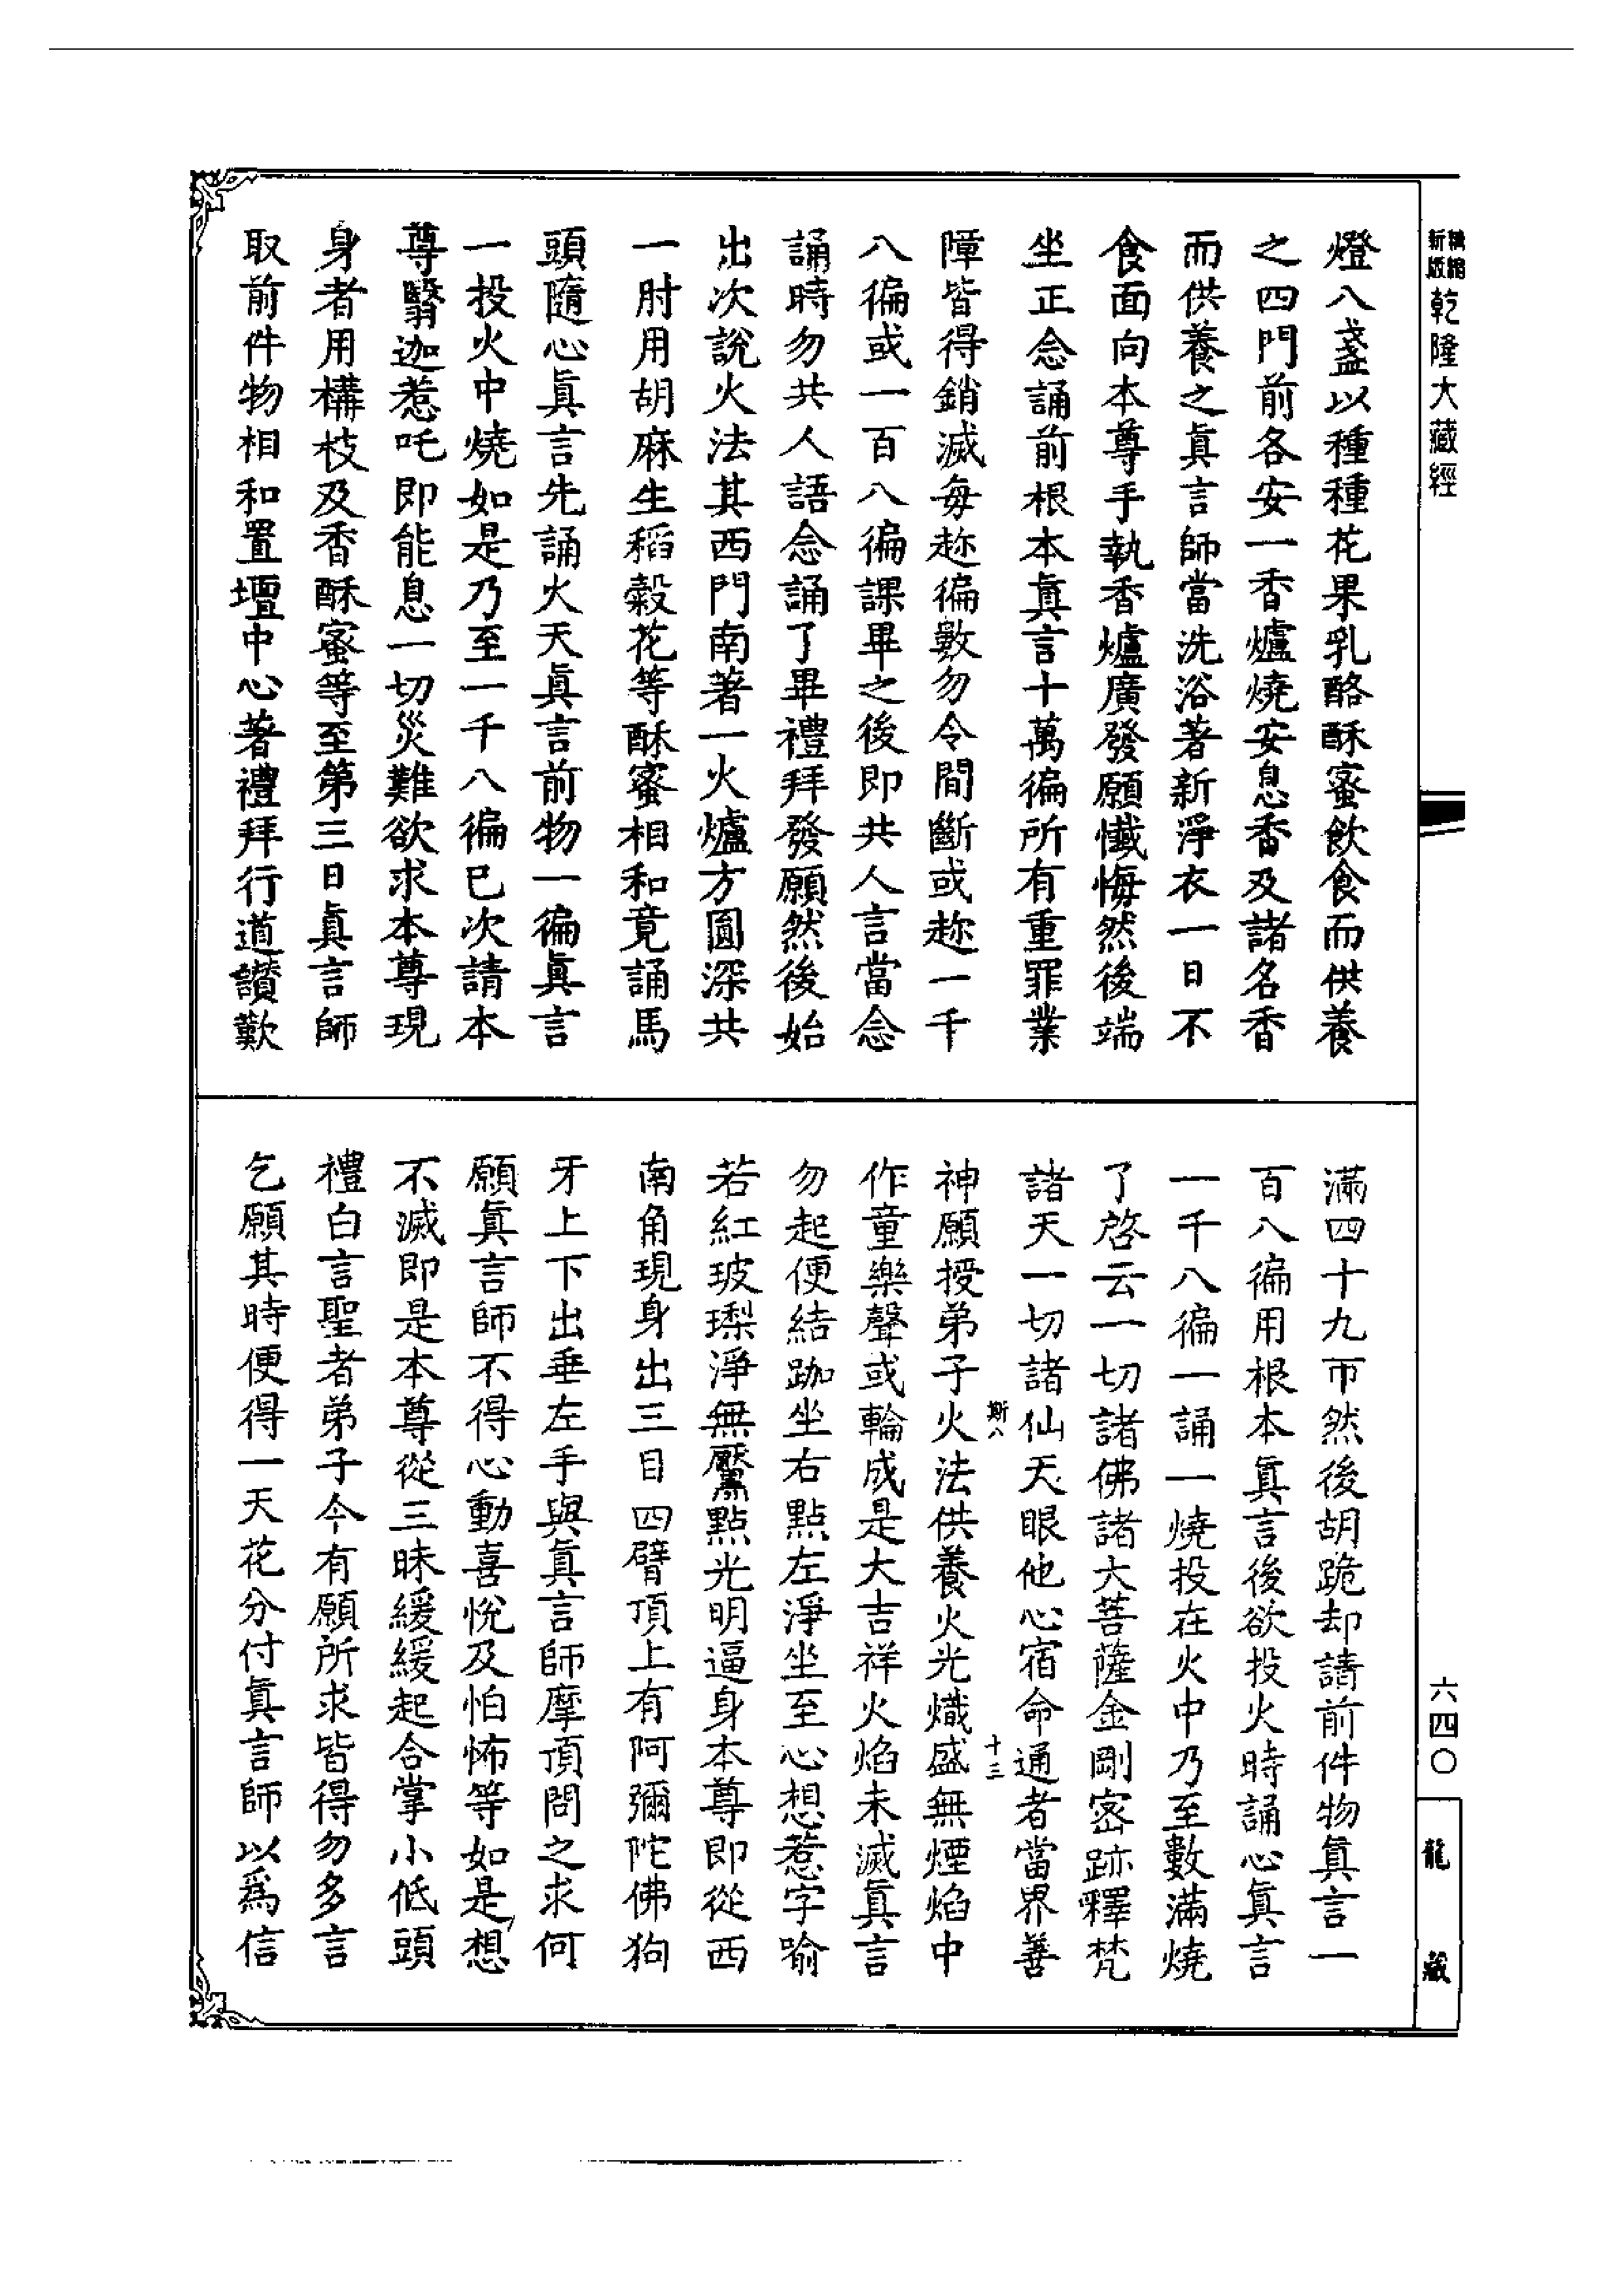 新版
精縮
乾隆大藏經
燈八盞以種種花果乳酪酥蜜飲食而供養
之四門前各安一香爐燒安息香及諸名香
而供養之眞言師當洗浴著新淨衣一日不
食面向本尊手執香爐廣發願懺悔然後端
坐正念誦前根本眞言十萬徧所有重罪業
障皆得銷滅每趂徧數勿令間斷或趂一千
八徧或一百八徧課畢之後即共人言當念
誦時勿共人語念誦了畢禮拜發願然後始
出次說火法其西門南著一火爐方圓深共
一肘用胡麻生稻穀花等酥蜜相和竟誦馬
頭隨心眞言先誦火天眞言前物一徧眞言
一投火中燒如是乃至一千八徧已次請本
尊翳迦惹吒即能息一切災難欲求本尊現
身者用構枝及香酥蜜等至第三日眞言師
取前件物相和置壇中心著禮拜行道讚歎
滿四十九帀然後胡跪却請前件物眞言一
百八徧用根本眞言後欲投火時誦心眞言
一千八徧一誦一燒投在火中乃至數滿燒
了啓云一切諸佛諸大菩薩金剛密跡釋梵
諸天一切諸仙天眼他心宿命通者當界善
斯八
十三
神願授弟子火法供養火光熾盛無煙焰中
作童樂聲或輪成是大吉祥火焰未滅眞言
勿起便結跏坐右點左淨坐至心想惹字喻
若紅玻瓈淨無黶點光明逼身本尊即從西
南角現身出三目四臂頂上有阿彌陀佛狗
牙上下出垂左手與眞言師摩頂問之求何
願眞言師不得心動喜悅及怕怖等如是想
不滅即是本尊從三昧緩緩起合掌小低頭
禮白言聖者弟子今有願所求皆得勿多言
乞願其時便得一天花分付眞言師以爲信
六四〇
龍藏